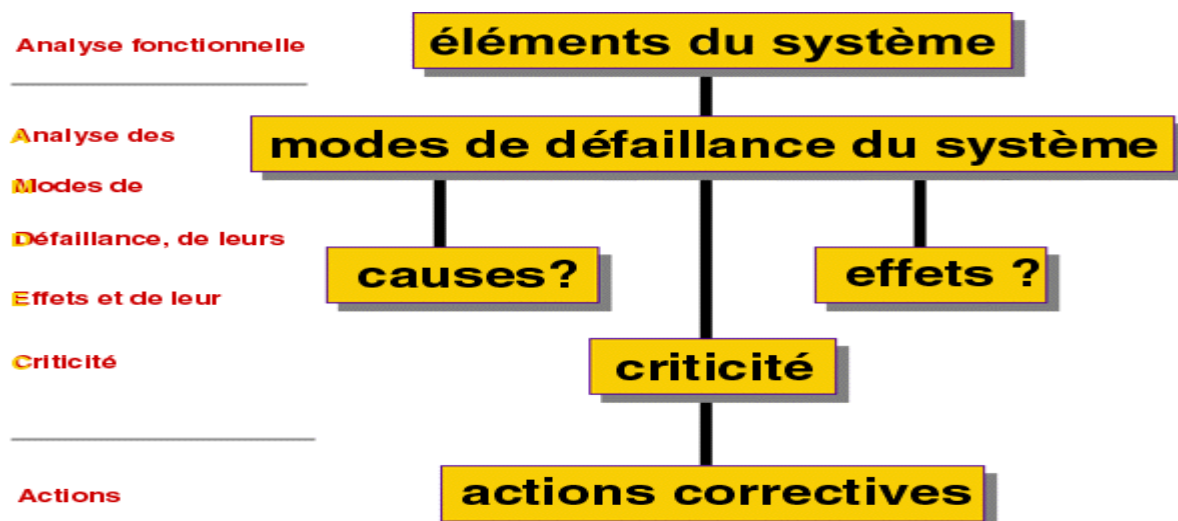 Analyse fonctionnelle
éléments du système
Analyse des
modes de défaillance du système
Modes de
Défaillance, de leurs
causes?
effets ?
Effets et de leur
Criticité
criticité
Actions
actions correctives